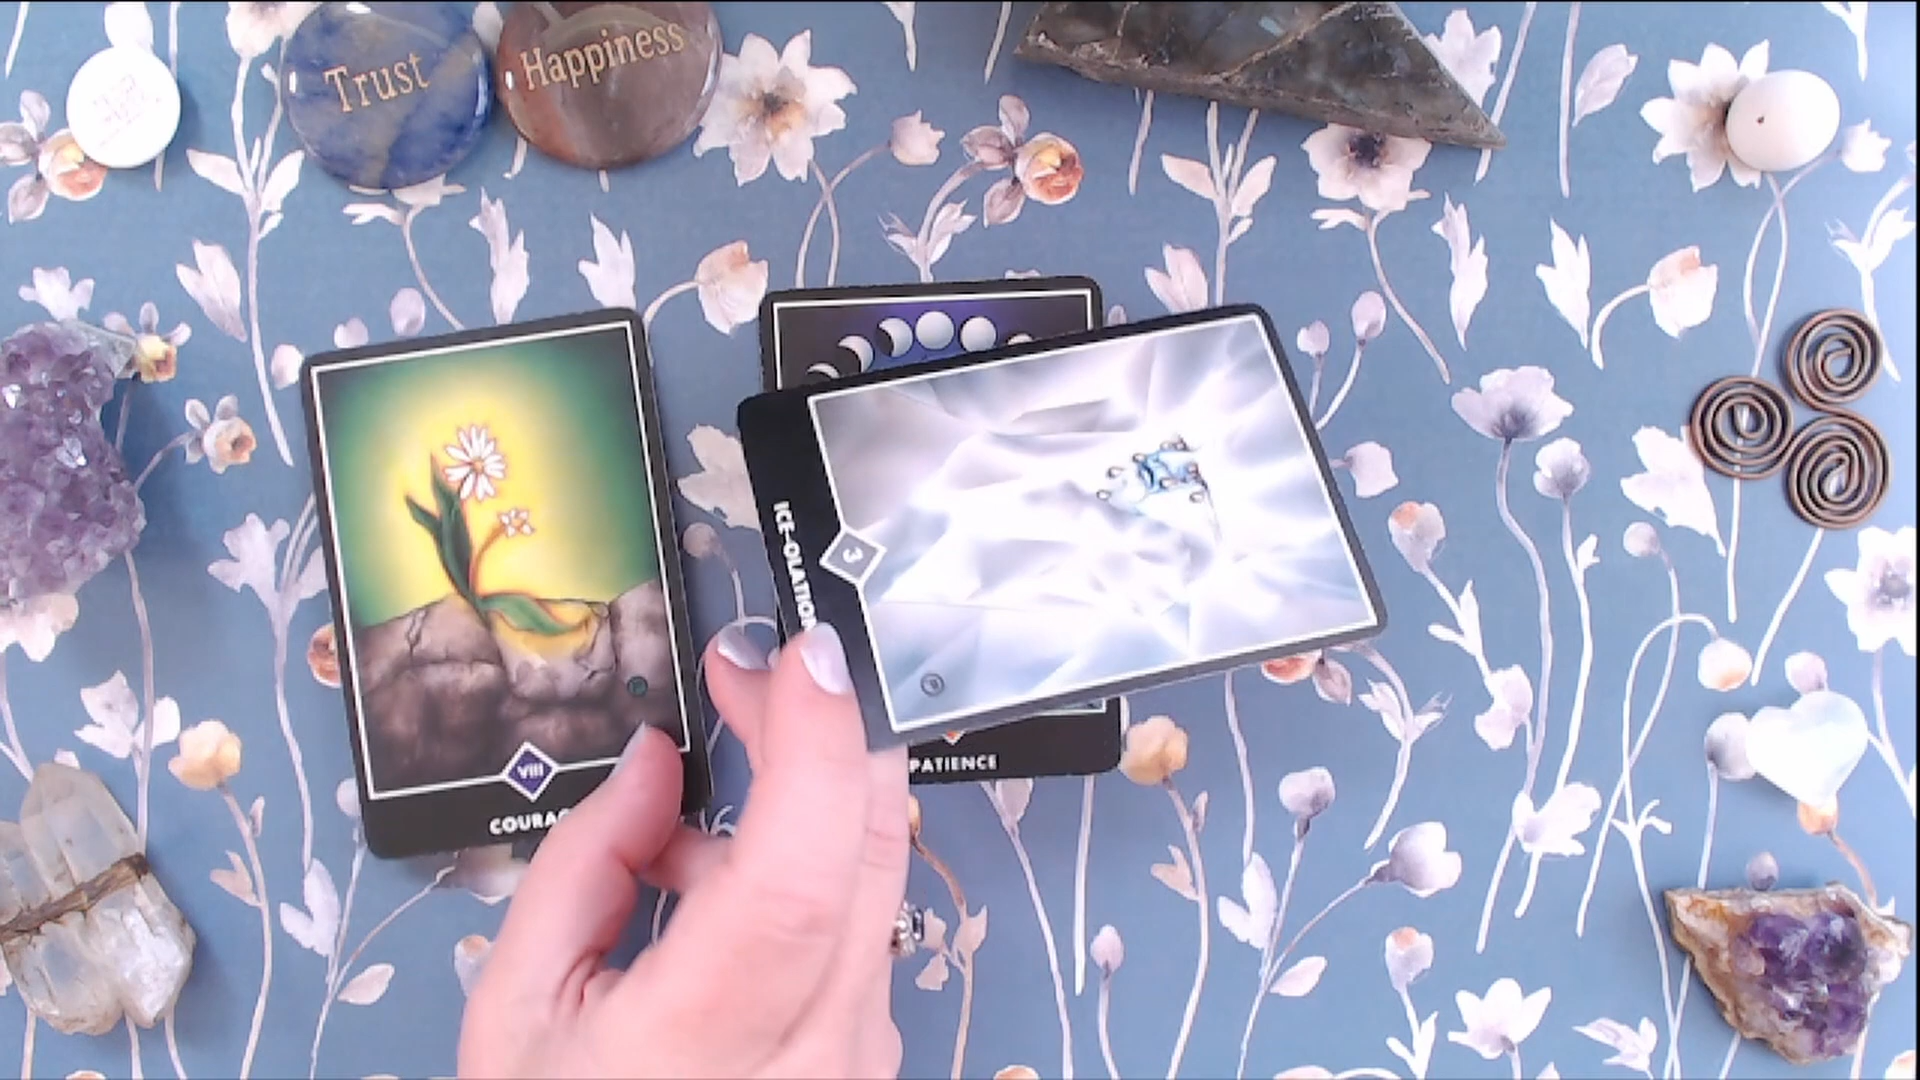 Trust
Happiness
ICE-OLATION
3
VIII
COURAG
PATIENCE